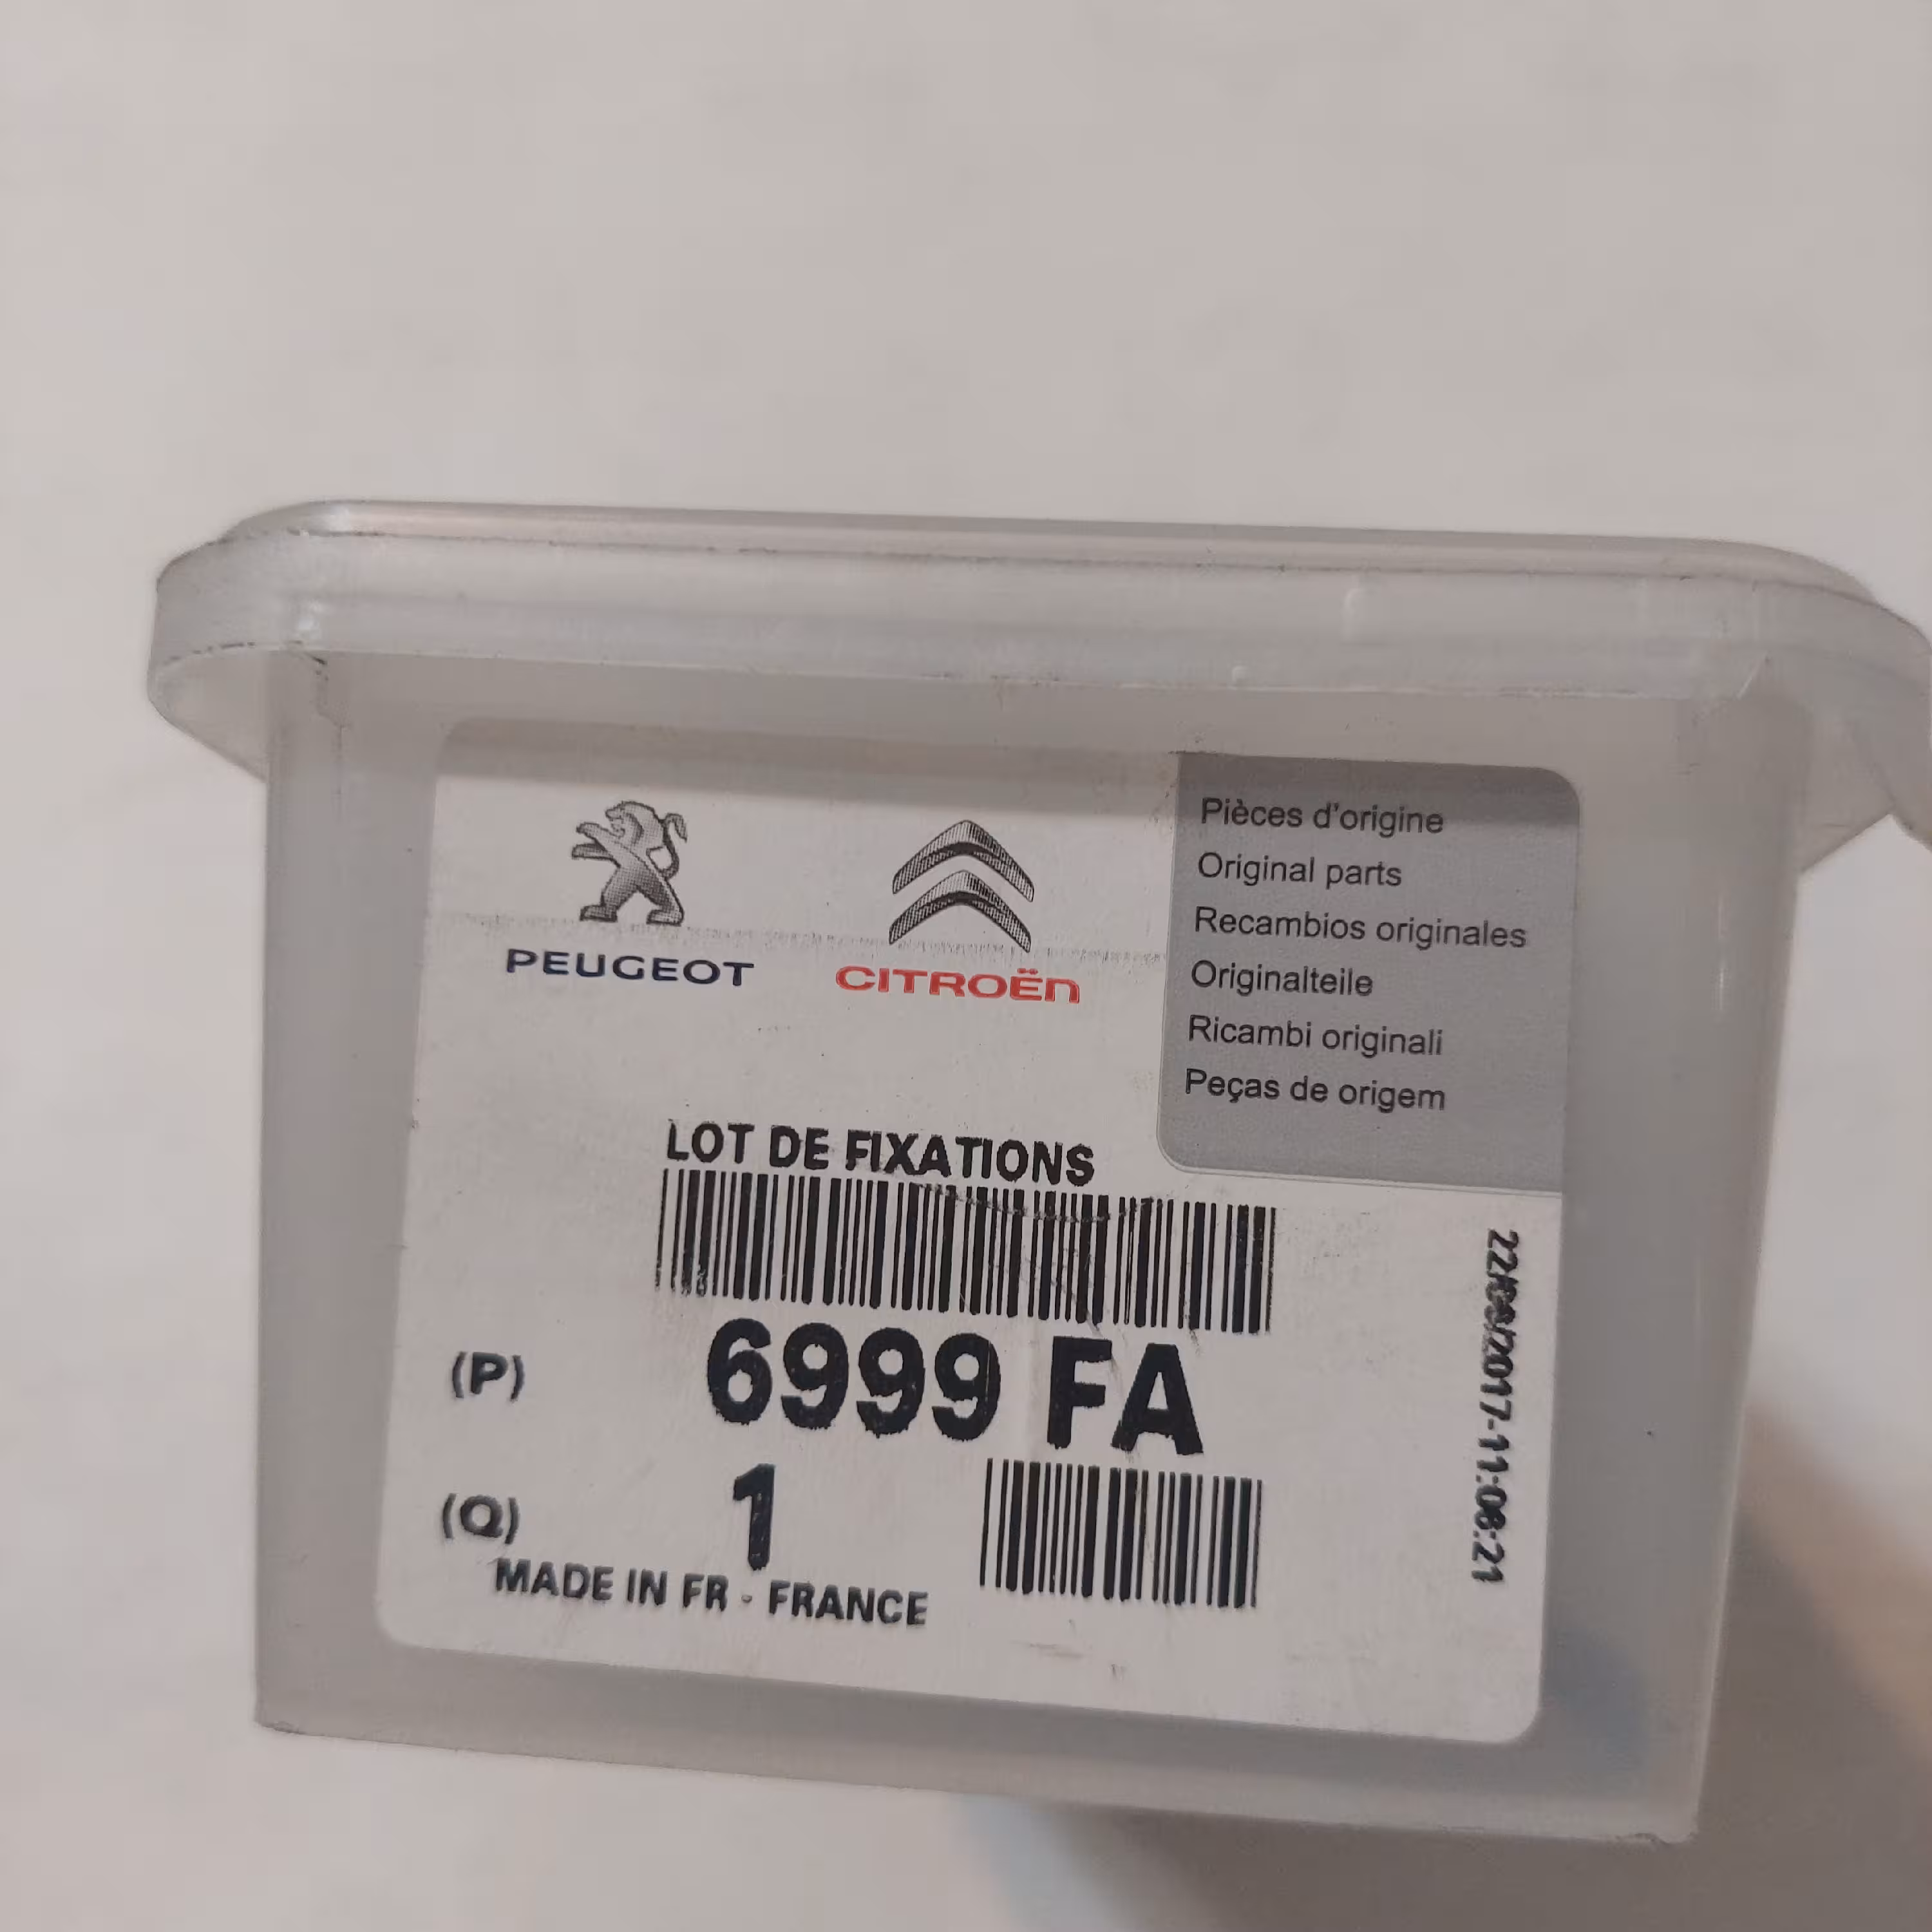 PEUGEOT
CITROËN
Pièces d'origine
Original parts
Recambios originales
Originalteile
Ricambi originali
Peças de origem
LOT DE FIXATIONS
(P) 6999 FA
(Q) 1
MADE IN FR - FRANCE